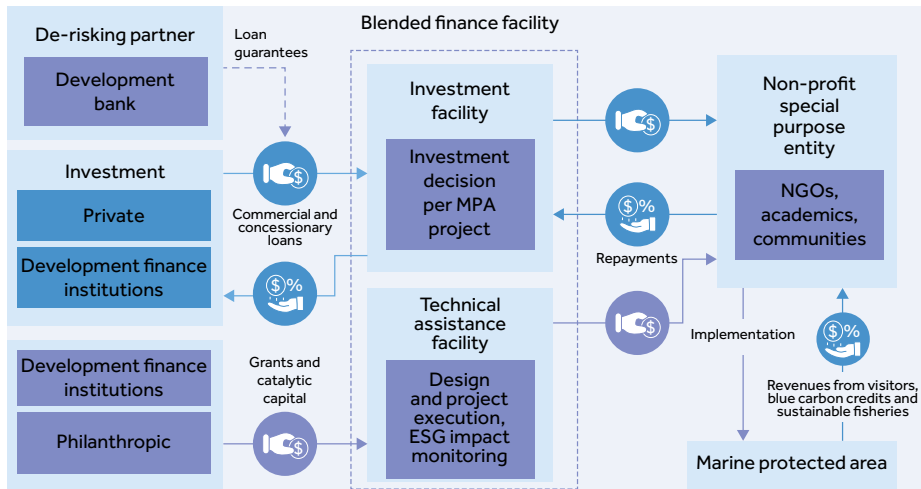 Blended finance facility
De-risking partner
Development
bank
Loan
guarantees
Investment
Private
Development finance
institutions
$
Commercial and
concessionary
loans
$%
Development finance
institutions
Philanthropic
Grants and
catalytic
capital
$
Investment
facility
Investment
decision
per MPA
project
Technical
assistance
facility
Design
and project
execution,
ESG impact
monitoring
$
$%
Repayments
$
Non-profit
special
purpose
entity
NGOs,
academics,
communities
Implementation
$%
Revenues from visitors,
blue carbon credits and
sustainable fisheries
Marine protected area